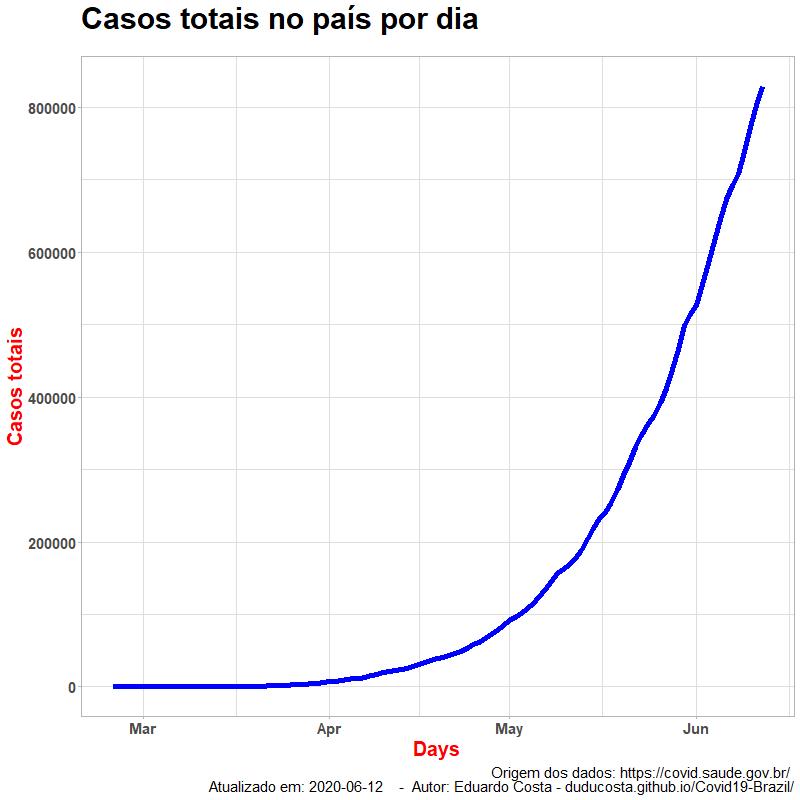 Casos totais no país por dia
Casos totais
800000
600000
400000
200000
0
Mar Apr May Jun
Days
Origem dos dados: https://covid.saude.gov.br/
Atualizado em: 2020-06-12 - Autor: Eduardo Costa - duducosta.github.io/Covid19-Brazil/